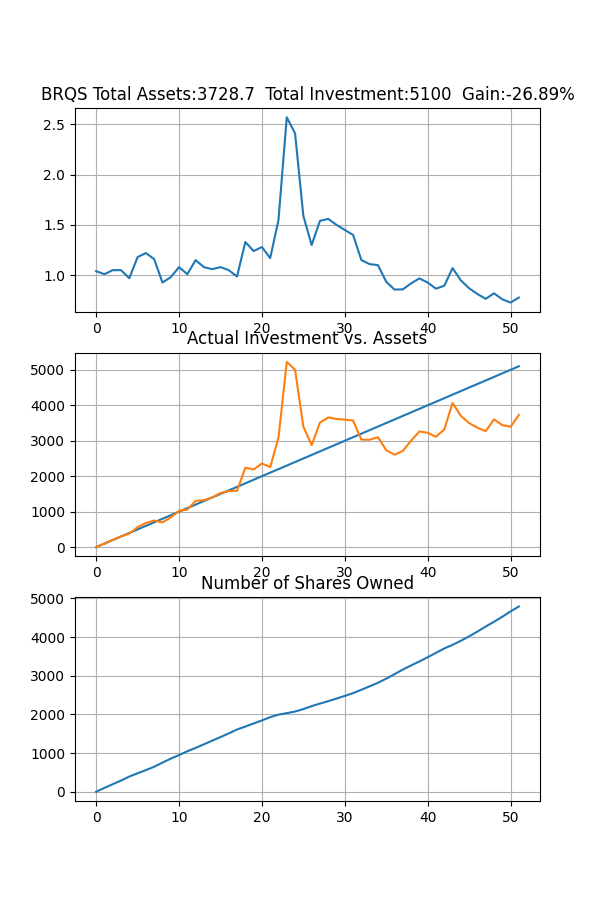 BRQS Total Assets:3728.7  Total Investment:5100  Gain:-26.89%
2.5
2.0
1.5
1.0
0 10 20 30 40 50
Actual Investment vs. Assets
5000
4000
3000
2000
1000
0
0 10 20 30 40 50
Number of Shares Owned
5000
4000
3000
2000
1000
0
0 10 20 30 40 50